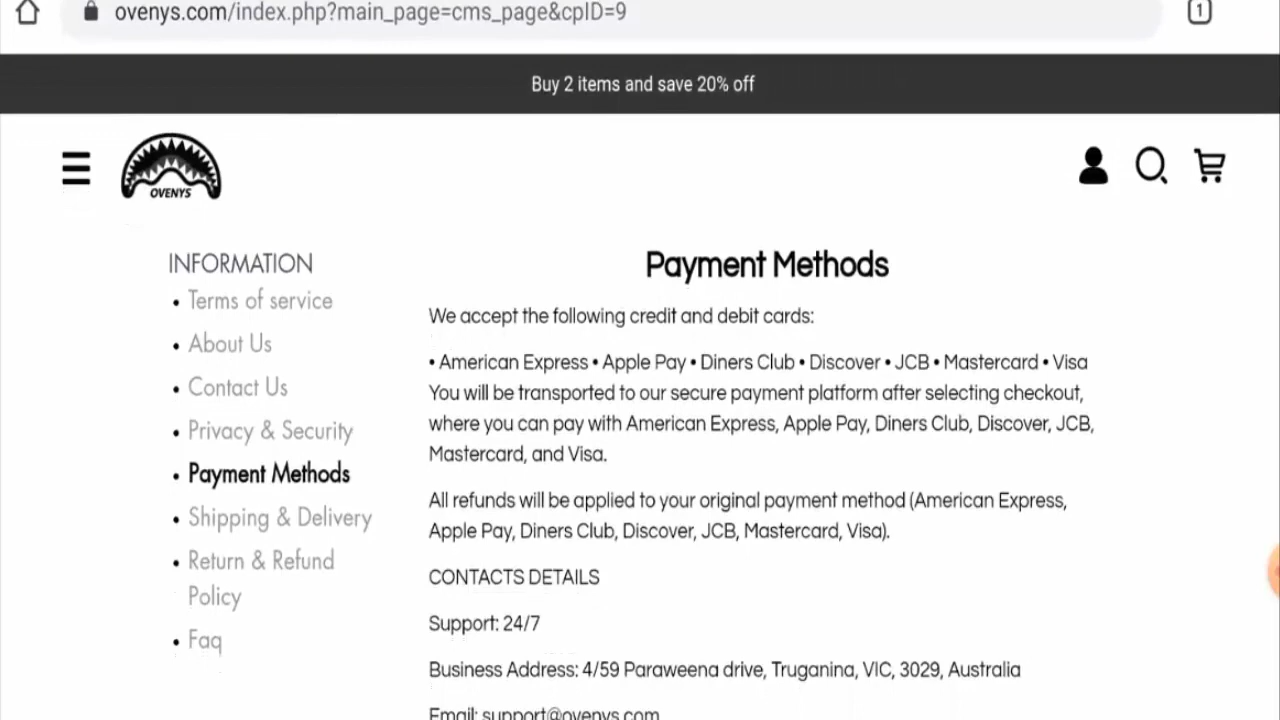 ovenys.com/index.php?main_page=cms_page&cpID=9
1
Buy 2 items and save 20% off
OVENYS
INFORMATION
• Terms of service
• About Us
• Contact Us
• Privacy & Security
• Payment Methods
• Shipping & Delivery
• Return & Refund
Policy
• Faq
Payment Methods
We accept the following credit and debit cards:
• American Express • Apple Pay • Diners Club • Discover • JCB • Mastercard • Visa
You will be transported to our secure payment platform after selecting checkout,
where you can pay with American Express, Apple Pay, Diners Club, Discover, JCB,
Mastercard, and Visa.
All refunds will be applied to your original payment method (American Express,
Apple Pay, Diners Club, Discover, JCB, Mastercard, Visa).
CONTACTS DETAILS
Support: 24/7
Business Address: 4/59 Paraweena drive, Truganina, VIC, 3029, Australia
Email: support@ovenys.com